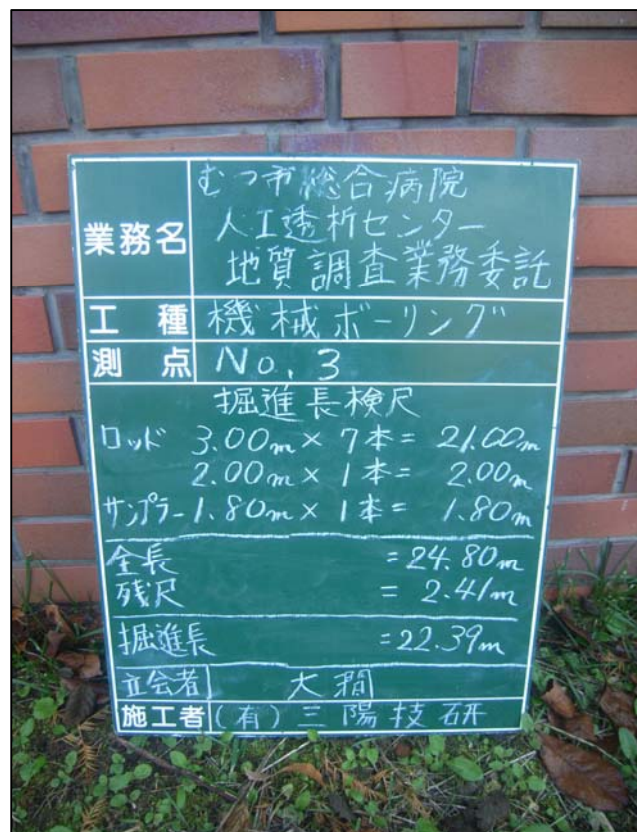 業務名
むつ市総合病院
人工透析センター
地質調査業務委託
工種 機械ボーリング
測点 No.3
掘進長検尺
ロッド 3.00m × 7本 = 21.00m
2.00m × 1本 = 2.00m
サンプラー 1.80m × 1本 = 1.80m
全長 = 24.80m
残尺 = 2.41m
掘進長 = 22.39m
立会者 大澗
施工者 (有)三陽技研